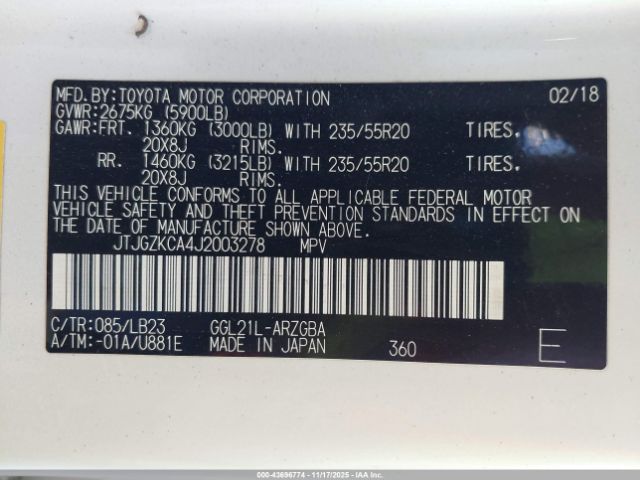 MFD.BY:TOYOTA MOTOR CORPORATION 02/18
GVWR:2675KG (5900LB)
GAWR:FRT. 1360KG (3000LB) WITH 235/55R20 TIRES.
20X8J RIMS.
RR. 1460KG (3215LB) WITH 235/55R20 TIRES.
20X8J RIMS.
THIS VEHICLE CONFORMS TO ALL APPLICABLE FEDERAL MOTOR
VEHICLE SAFETY AND THEFT PREVENTION STANDARDS IN EFFECT ON
THE DATE OF MANUFACTURE SHOWN ABOVE.
JTJGZKCA4J2003278 MPV
C/TR:085/LB23 GGL21L-ARZGBA
A/TM:-01A/U881E MADE IN JAPAN 360 E
000-43696774 - 11/17/2025 - IAAI.COM